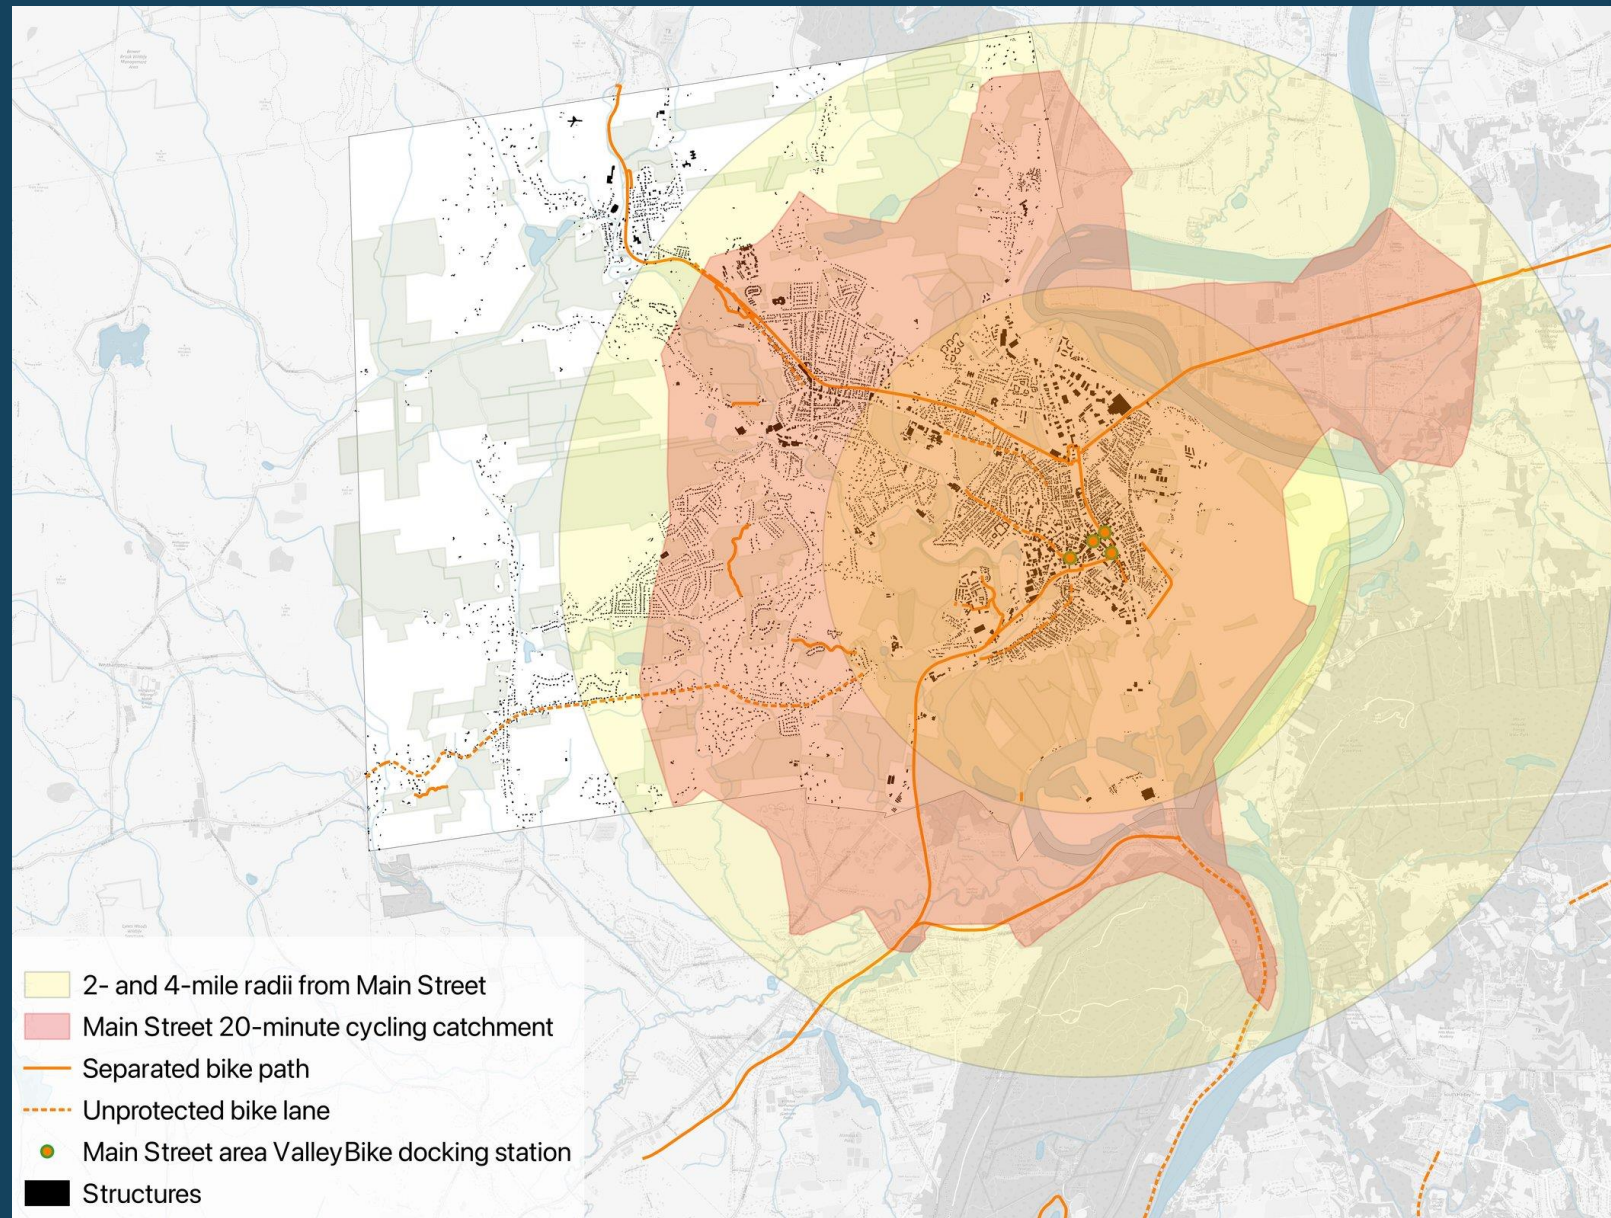 2- and 4-mile radii from Main Street
Main Street 20-minute cycling catchment
Separated bike path
Unprotected bike lane
Main Street area ValleyBike docking station
Structures